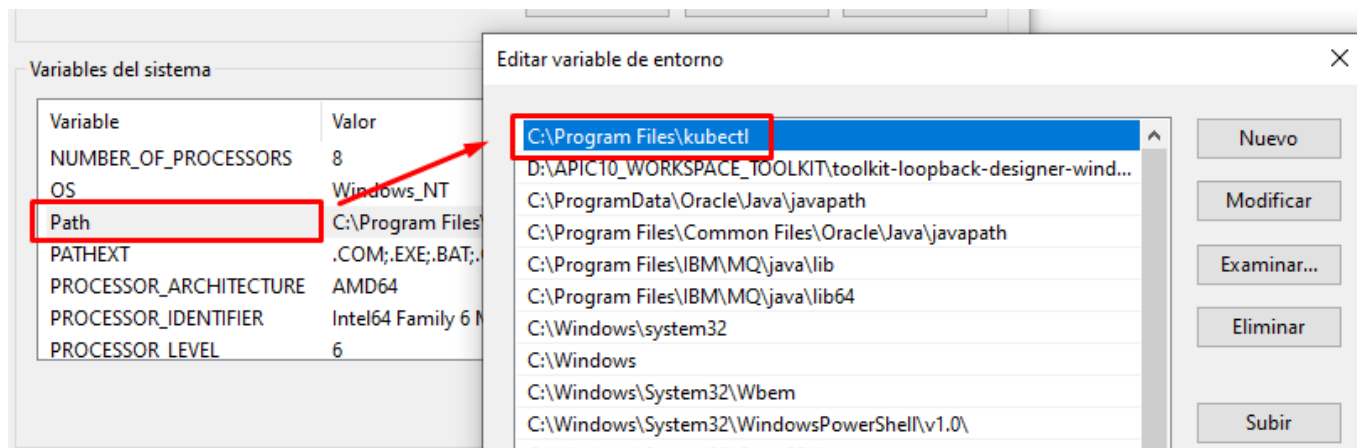 Variables del sistema
Variable Valor
NUMBER_OF_PROCESSORS 8
OS Windows_NT
Path C:\Program Files\
PATHEXT .COM;.EXE;.BAT;.
PROCESSOR_ARCHITECTURE AMD64
PROCESSOR_IDENTIFIER Intel64 Family 6
PROCESSOR_LEVEL 6
Editar variable de entorno
C:\Program Files\kubectl
D:\APIC10_WORKSPACE_TOOLKIT\toolkit-loopback-designer-wind...
C:\ProgramData\Oracle\Java\javapath
C:\Program Files\Common Files\Oracle\Java\javapath
C:\Program Files\IBM\MQ\java\lib
C:\Program Files\IBM\MQ\java\lib64
C:\Windows\system32
C:\Windows
C:\Windows\System32\Wbem
C:\Windows\System32\WindowsPowerShell\v1.0\
Nuevo
Modificar
Examinar...
Eliminar
Subir